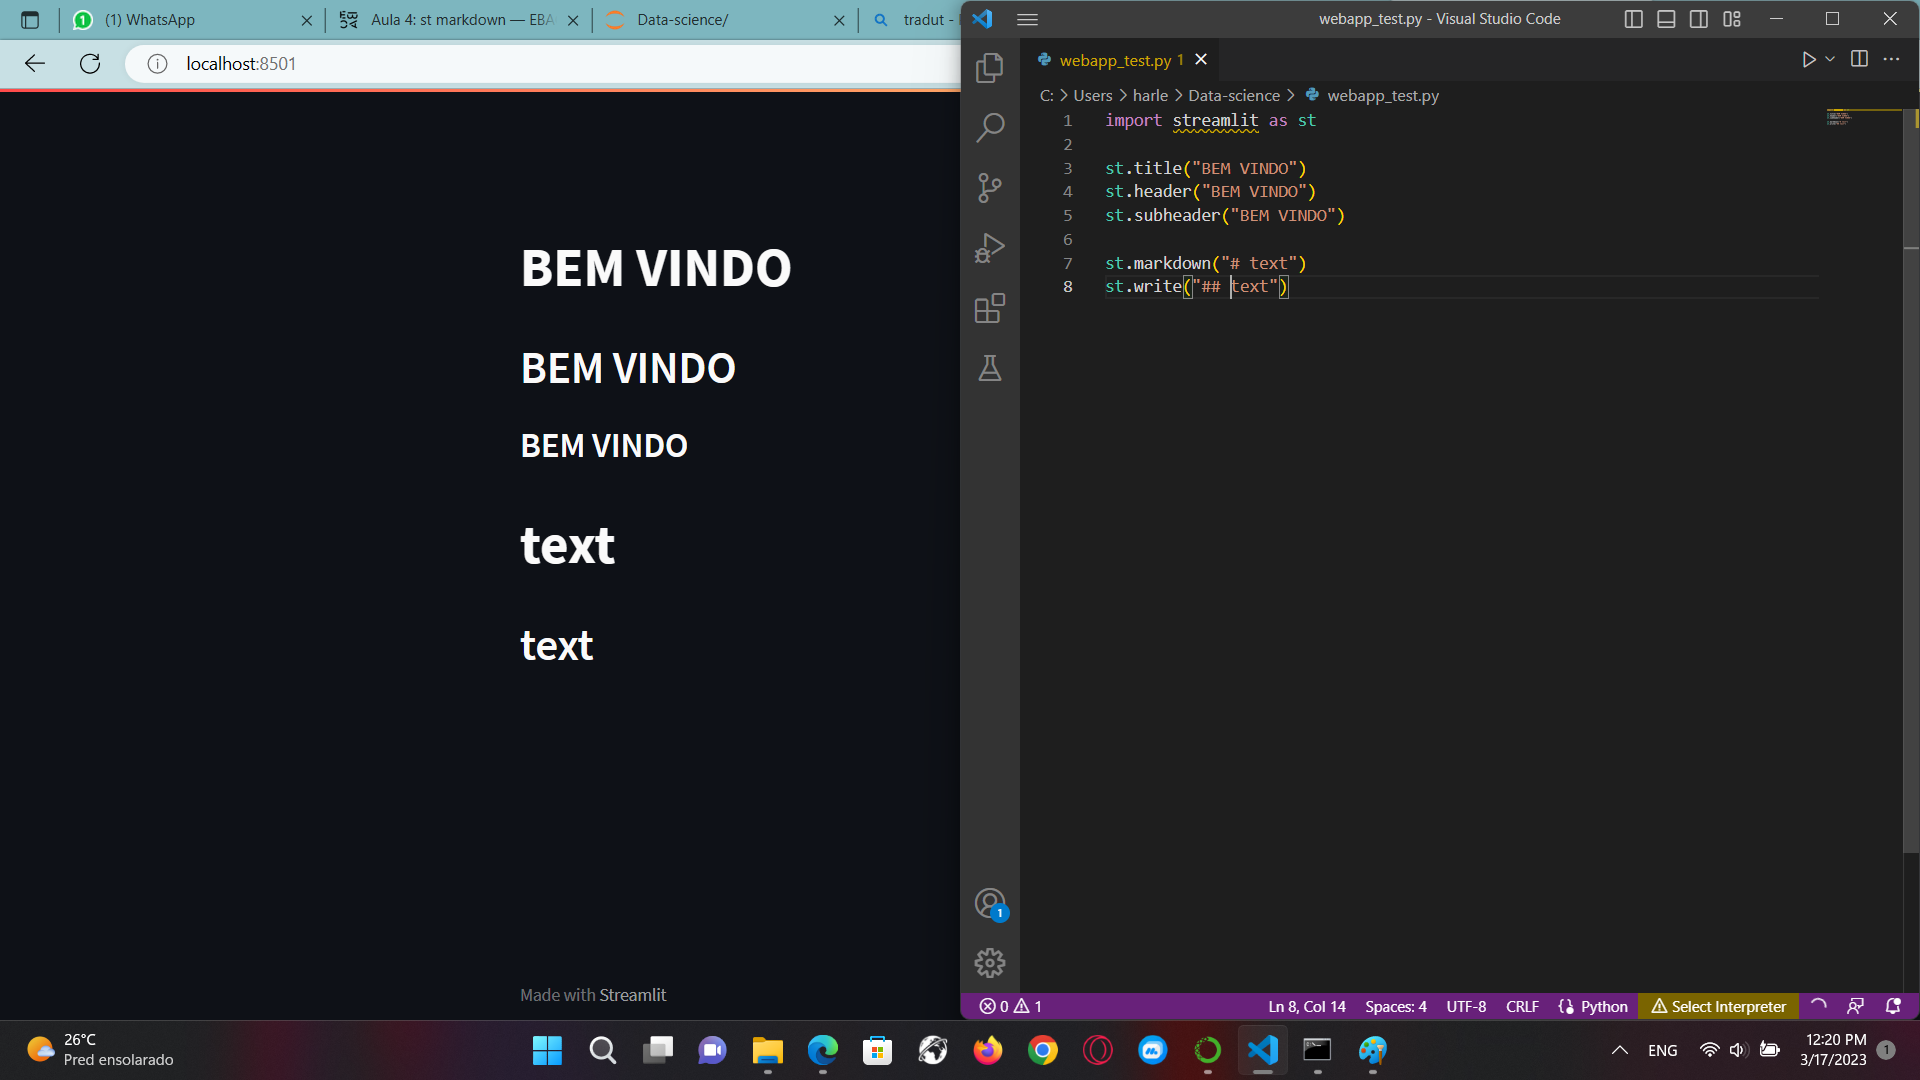 (1) WhatsApp
Aula 4: st markdown — EBA
Data-science/
tradut -
localhost:8501
BEM VINDO
BEM VINDO
BEM VINDO
text
text
Made with Streamlit
webapp_test.py - Visual Studio Code
webapp_test.py 1
C: > Users > harle > Data-science > webapp_test.py
1 import streamlit as st
2
3 st.title("BEM VINDO")
4 st.header("BEM VINDO")
5 st.subheader("BEM VINDO")
6
7 st.markdown("# text")
8 st.write("## text")
1
0 1 Ln 8, Col 14 Spaces: 4 UTF-8 CRLF Python Select Interpreter
26°C
Pred ensolarado
ENG
12:20 PM
3/17/2023
1